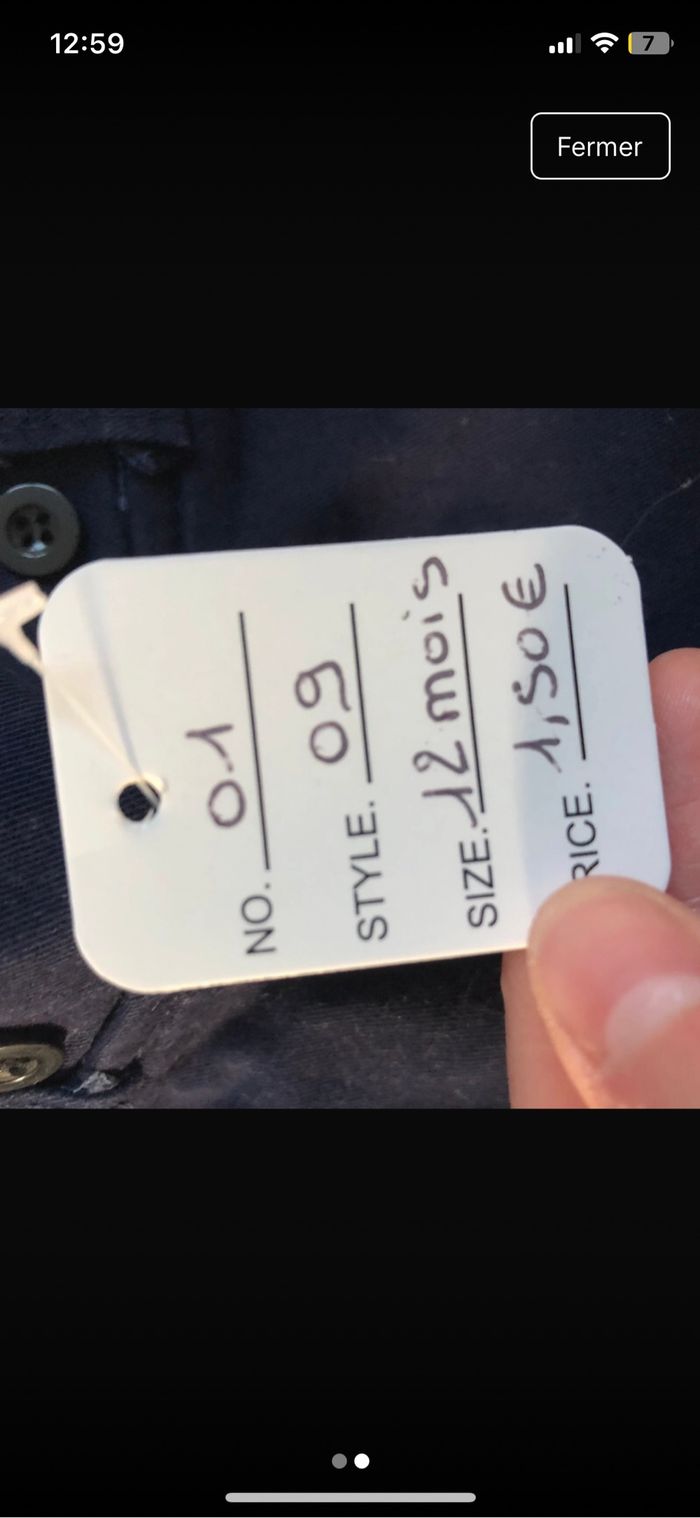 12:59
7
Fermer
NO. 01
STYLE. 09
SIZE. 12 mois
RICE. 1,50€